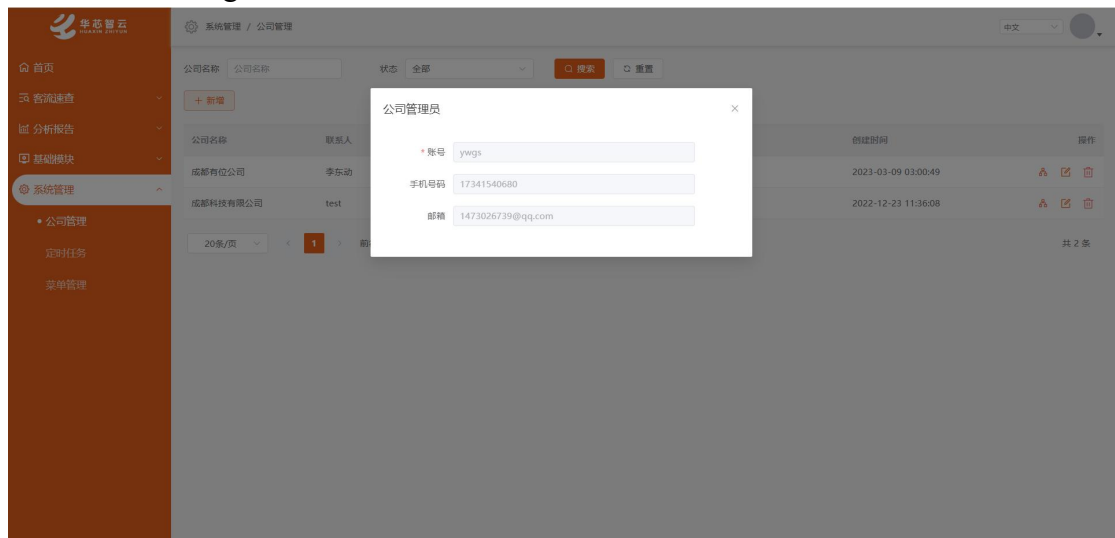 华芯智云
HUAXIN ZHIYUN
系统管理 / 公司管理
中文
首页
客流速查
分析报告
基础模块
系统管理
• 公司管理
定时任务
菜单管理
公司名称 公司名称 状态 全部 搜索 重置
+ 新增
公司名称 联系人 创建时间 操作
成都有位公司 李东动 2023-03-09 03:00:49
成都科技有限公司 test 2022-12-23 11:36:08
20条/页 < 1 > 前 共 2 条
公司管理员 ×
* 账号 ywgs
手机号码 17341540680
邮箱 1473026739@qq.com